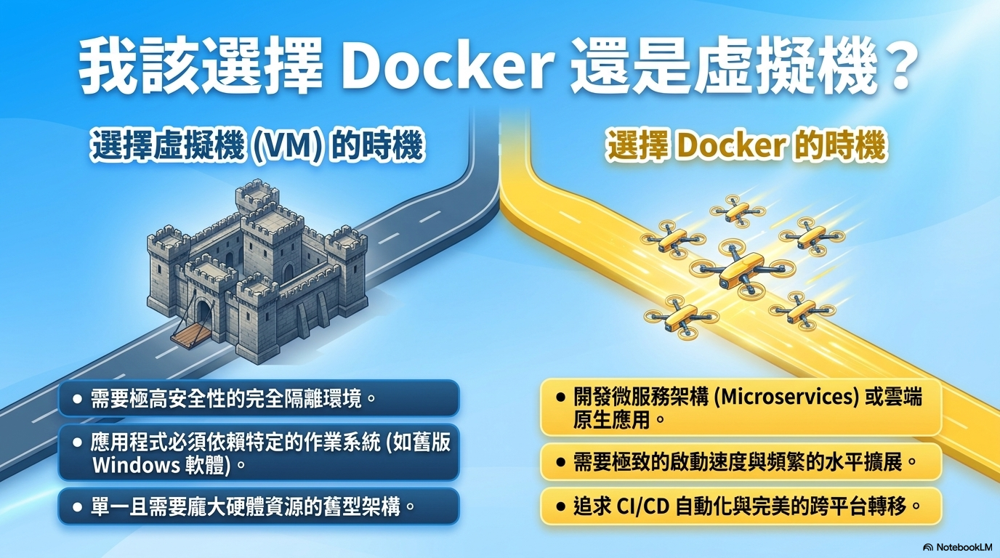 我該選擇 Docker 還是虛擬機？
選擇虛擬機 (VM) 的時機
• 需要極高安全性的完全隔離環境。
• 應用程式必須依賴特定的作業系統 (如舊版
Windows 軟體)。
• 單一且需要龐大硬體資源的舊型架構。
選擇 Docker 的時機
• 開發微服務架構 (Microservices) 或雲端
原生應用。
• 需要極致的啟動速度與頻繁的水平擴展。
• 追求 CI/CD 自動化與完美的跨平台轉移。
NotebookLM